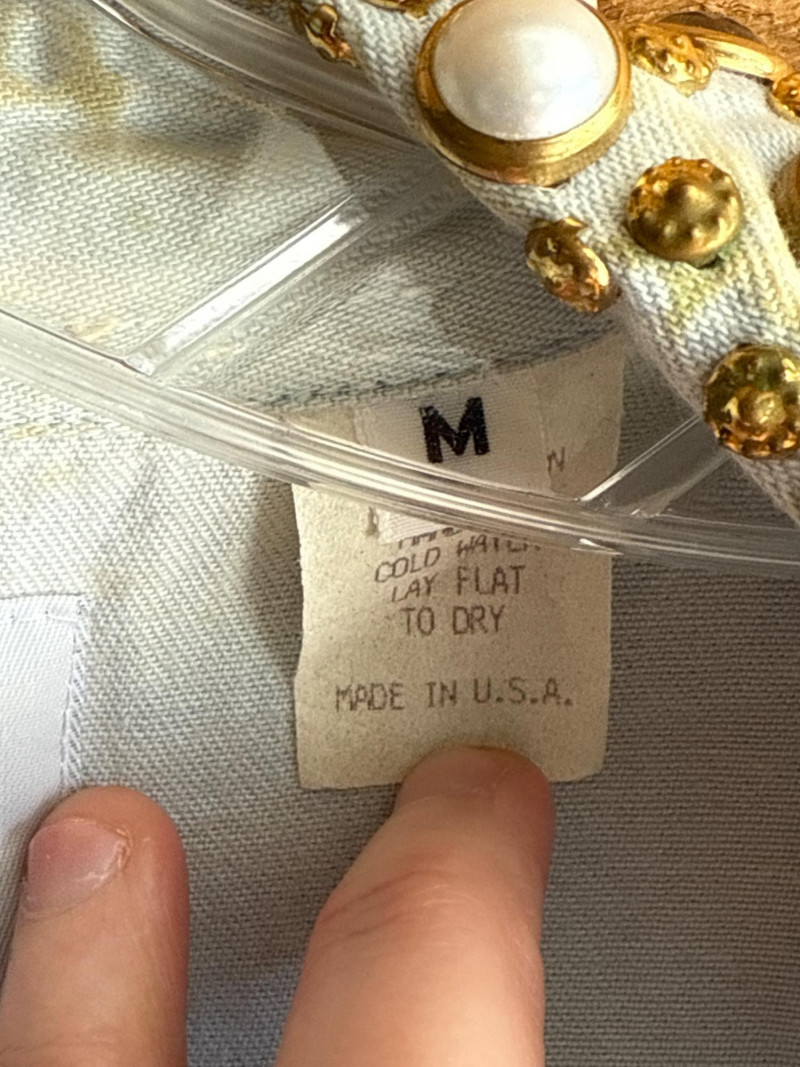 M
N
COLD WATER
LAY FLAT
TO DRY
MADE IN U.S.A.